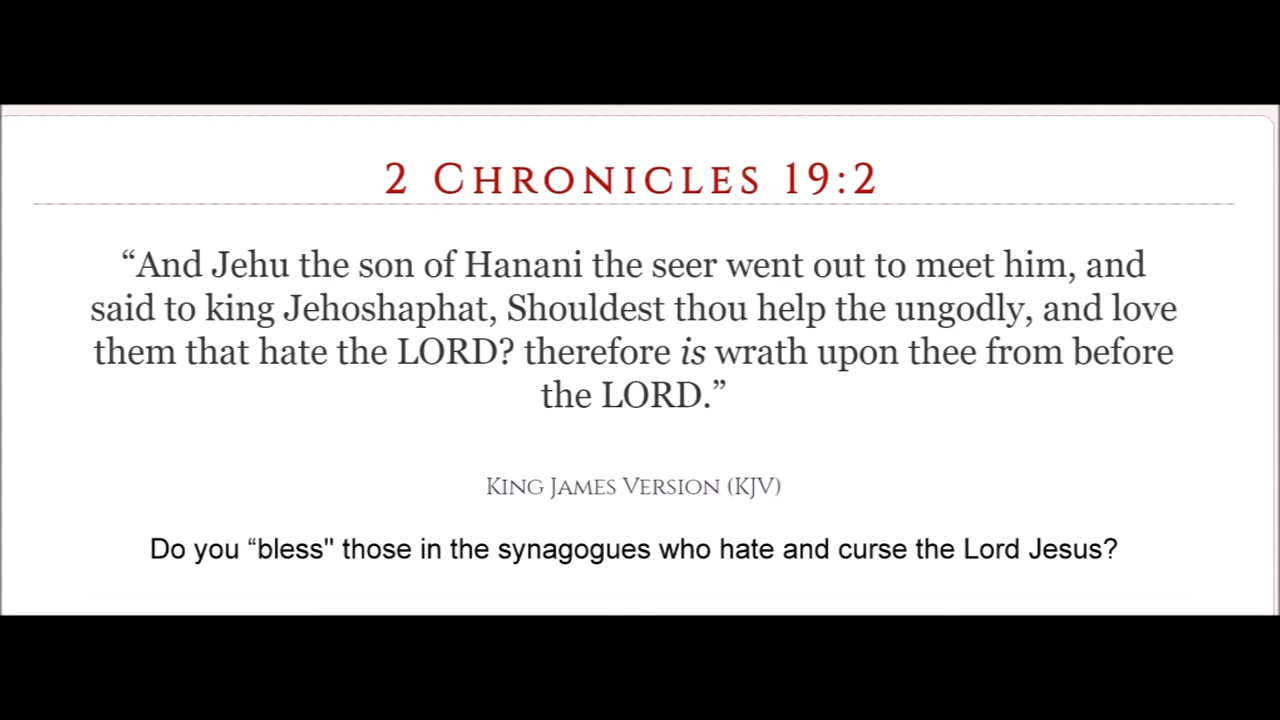 2 Chronicles 19:2
“And Jehu the son of Hanani the seer went out to meet him, and
said to king Jehoshaphat, Shouldest thou help the ungodly, and love
them that hate the LORD? therefore is wrath upon thee from before
the LORD.”
King James Version (KJV)
Do you “bless" those in the synagogues who hate and curse the Lord Jesus?